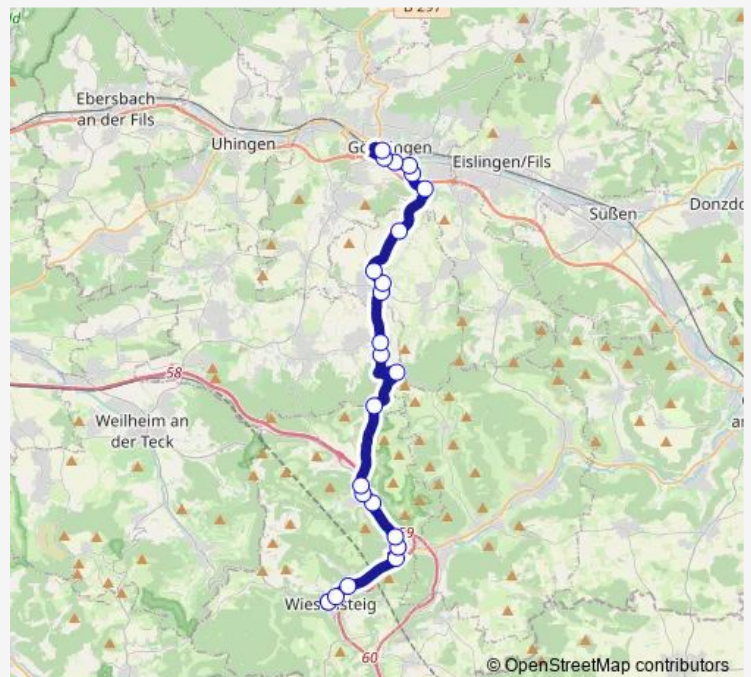 B 297
Ebersbach
an der Fils
Uhingen
Eislingen/Fils
Süßen
58
Weilheim an
der Teck
60
© OpenStreetMap contributors